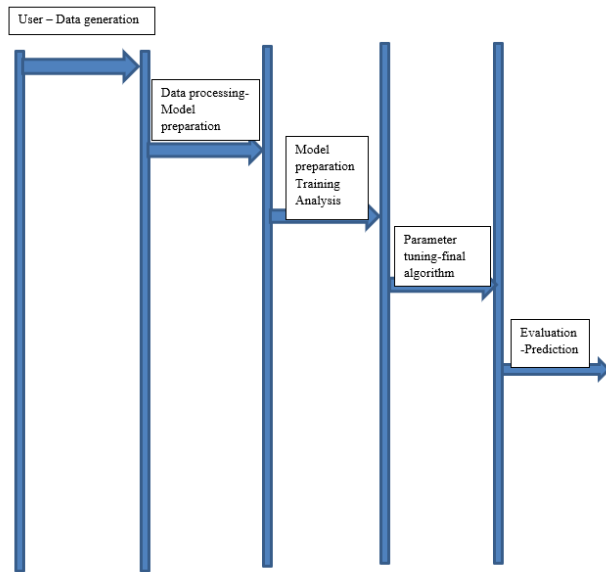 User – Data generation
Data processing-
Model
preparation
Model
preparation
Training
Analysis
Parameter
tuning-final
algorithm
Evaluation
-Prediction